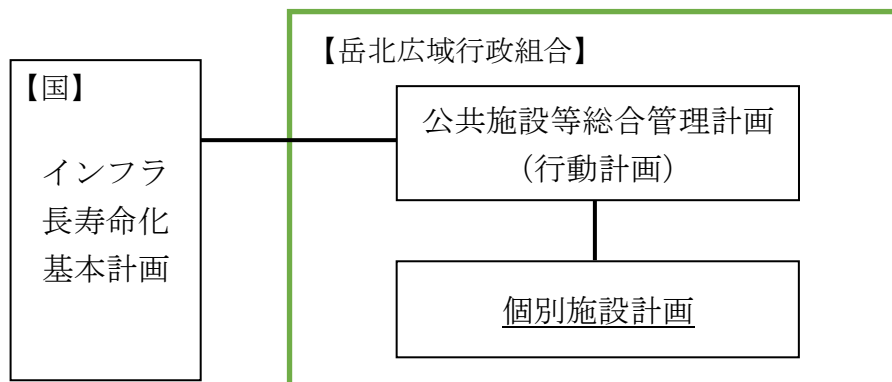 【国】
インフラ
長寿命化
基本計画
【岳北広域行政組合】
公共施設等総合管理計画
（行動計画）
個別施設計画